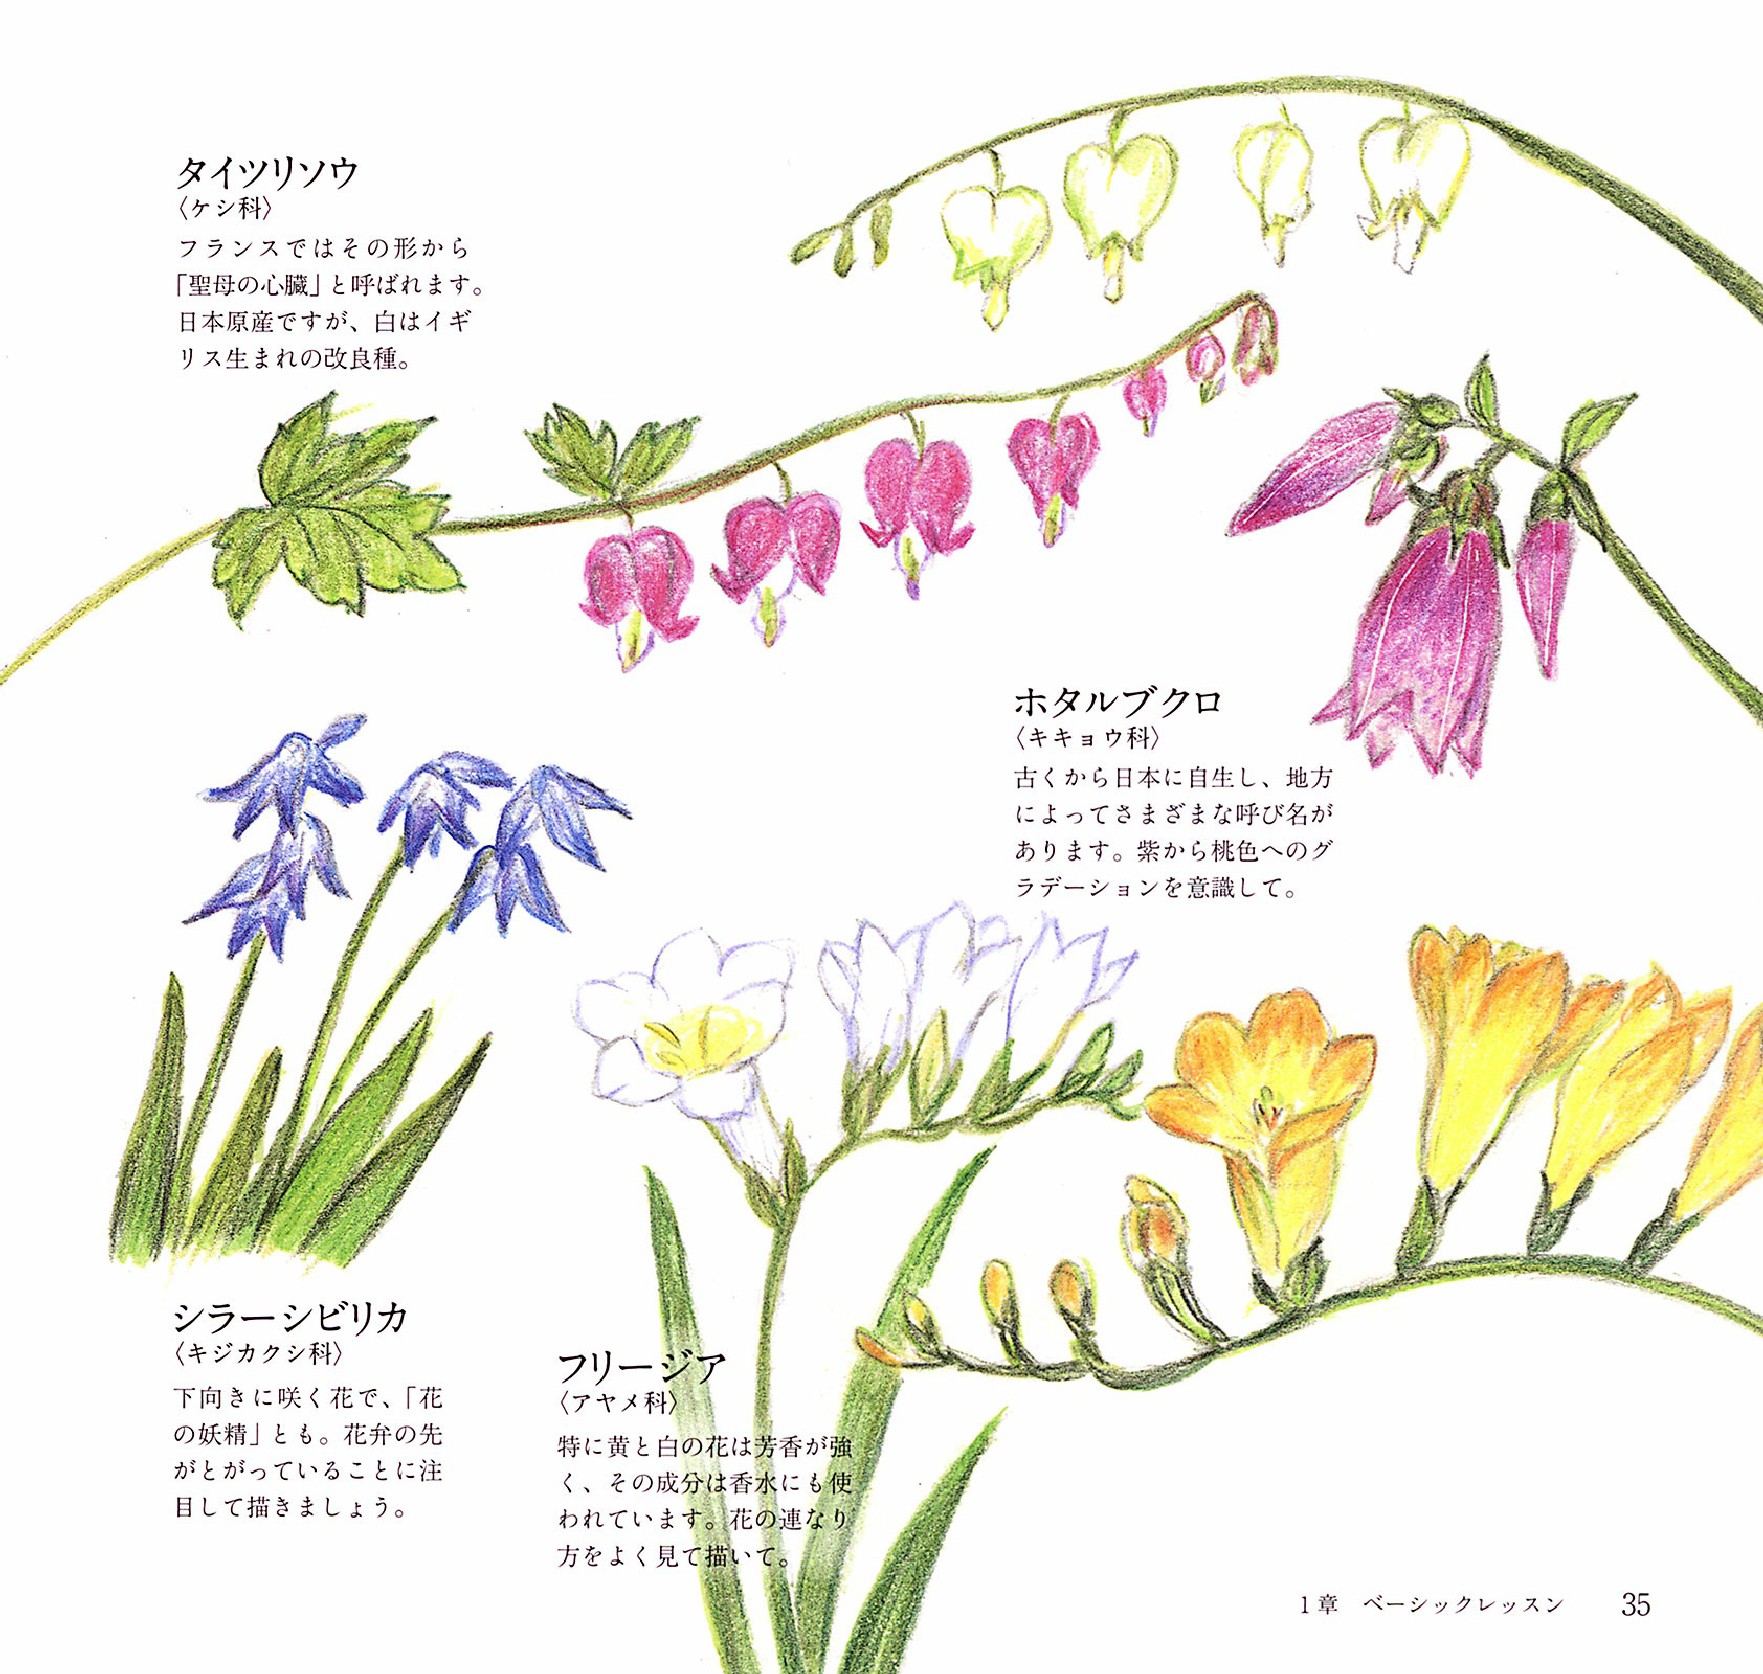 タイツリソウ
〈ケシ科〉
フランスではその形から
「聖母の心臓」と呼ばれます。
日本原産ですが、白はイギ
リス生まれの改良種。
ホタルブクロ
〈キキョウ科〉
古くから日本に自生し、地方
によってさまざまな呼び名が
あります。紫から桃色へのグ
ラデーションを意識して。
シラーシビリカ
〈キジカクシ科〉
下向きに咲く花で、「花
の妖精」とも。花弁の先
がとがっていることに注
目して描きましょう。
フリージア
〈アヤメ科〉
特に黄と白の花は芳香が強
く、その成分は香水にも使
われています。花の連なり
方をよく見て描いて。
1章 ベーシックレッスン 35